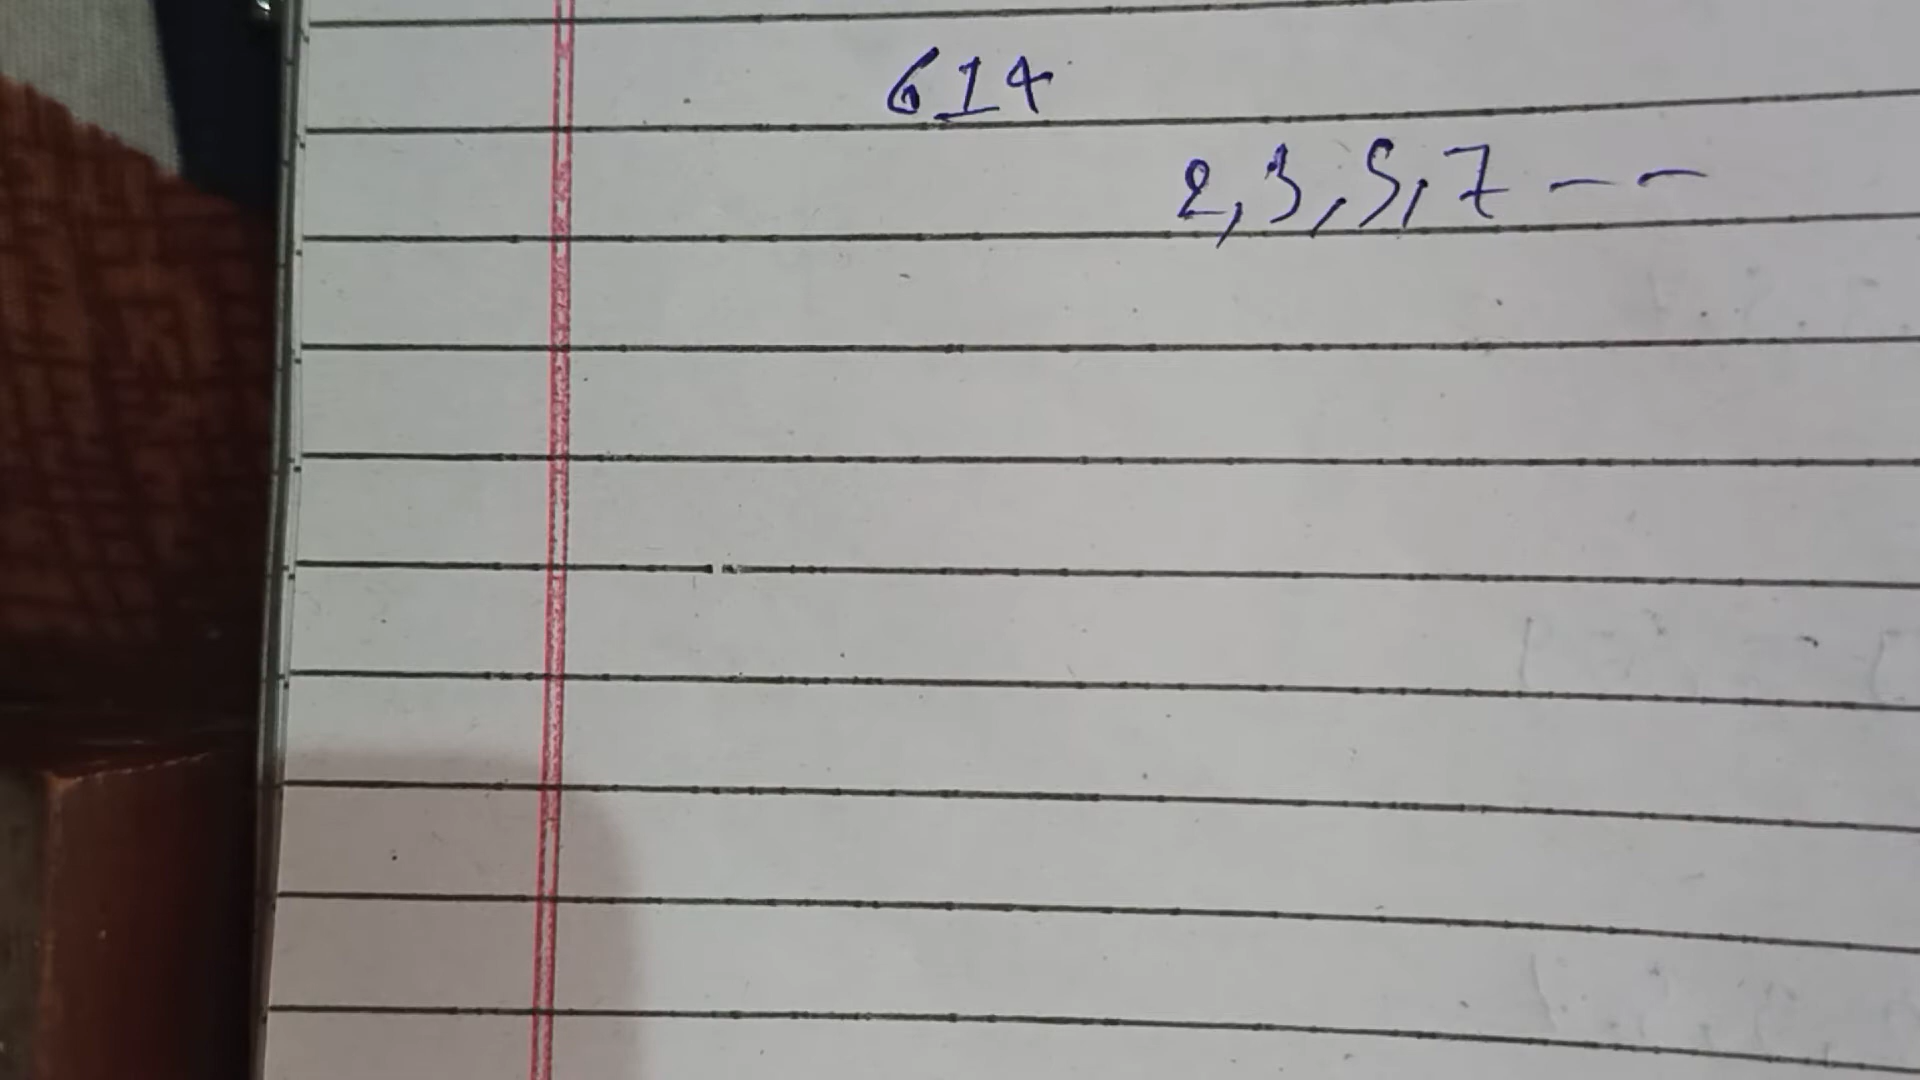 614
2, 3, 5, 7 - -